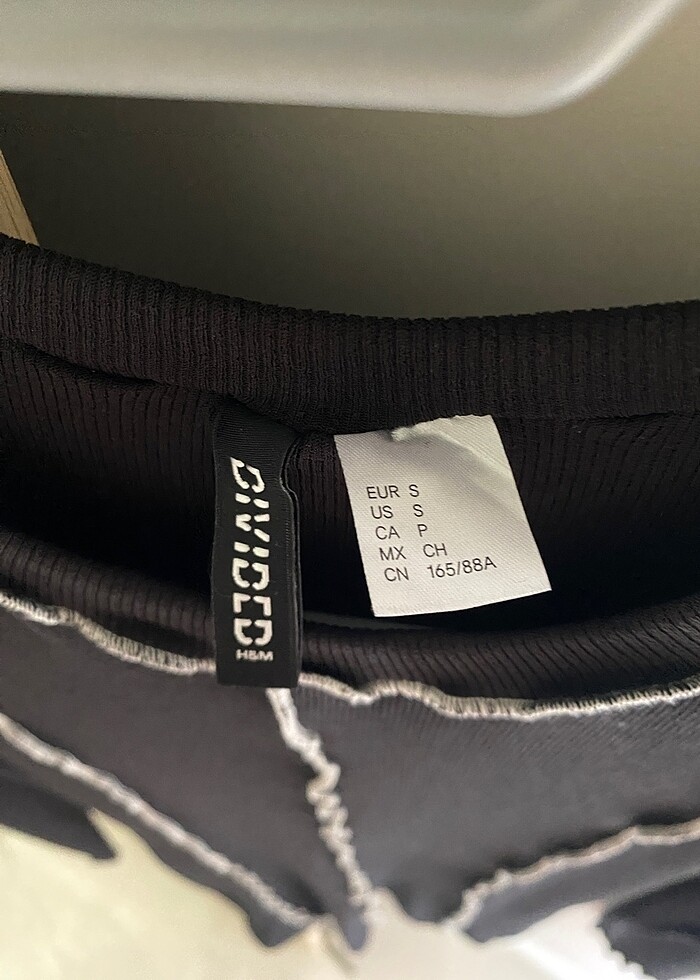 DIVIDED
H&M
EUR S
US S
CA P
MX CH
CN 165/88A